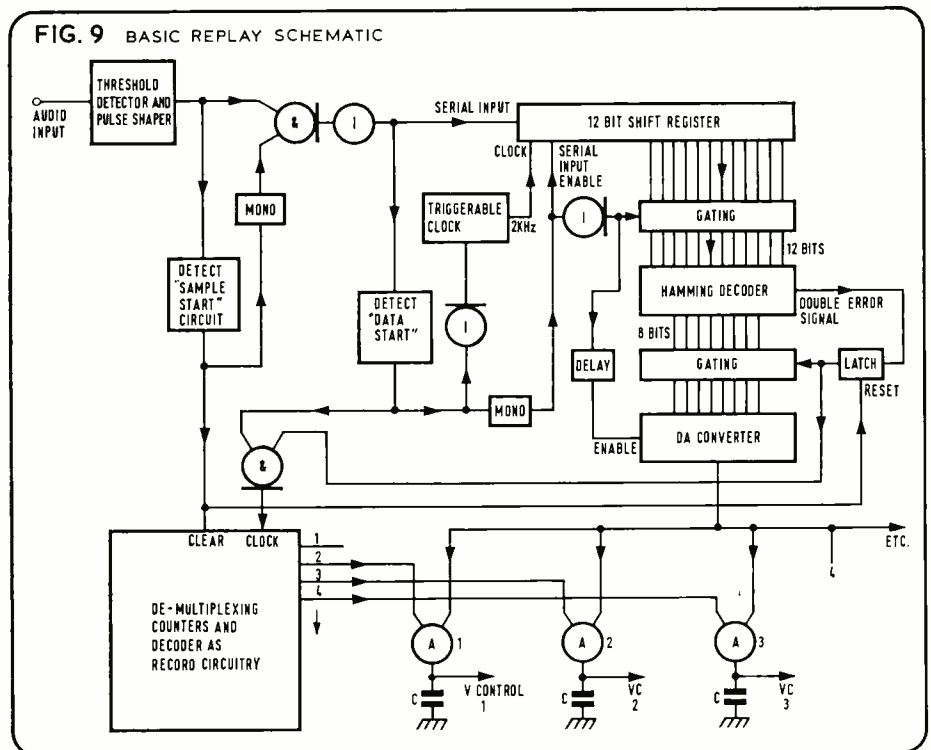 FIG. 9 BASIC REPLAY SCHEMATIC
THRESHOLD
DETECTOR AND
PULSE SHAPER
AUDIO
INPUT
&
1
SERIAL INPUT
12 BIT SHIFT REGISTER
CLOCK
SERIAL
INPUT
ENABLE
MONO
TRIGGERABLE
CLOCK
2KHz
1
GATING
12 BITS
DETECT
"SAMPLE
START"
CIRCUIT
DETECT
"DATA
START"
1
HAMMING DECODER
DOUBLE ERROR
SIGNAL
8 BITS
DELAY
GATING
LATCH
RESET
MONO
ENABLE
DA CONVERTER
&
CLEAR
CLOCK
1
2
3
4
4
ETC.
DE-MULTIPLEXING
COUNTERS AND
DECODER AS
RECORD CIRCUITRY
A 1
A 2
A 3
C
V CONTROL
1
C
VC
2
C
VC
3